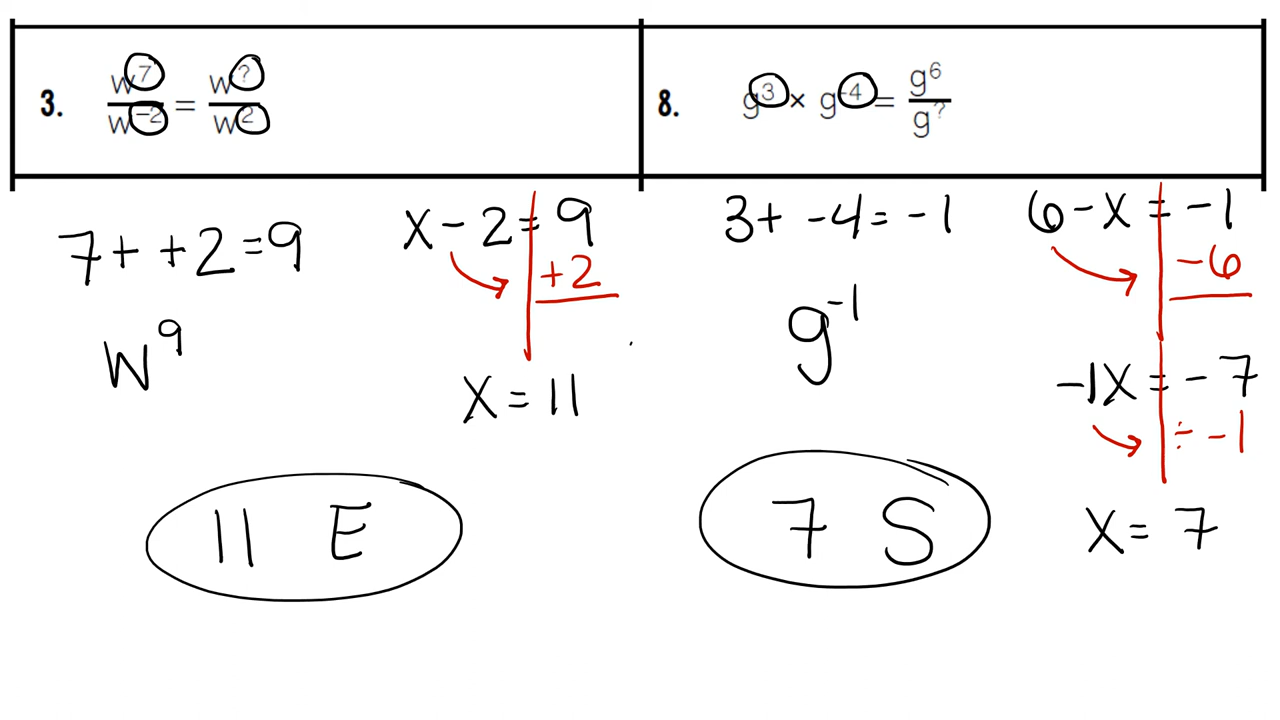 3. w^7 / w^-2 = w^? / w^2
7 + +2 = 9
w^9
x - 2 = 9
+2
x = 11
11 E
8. g^3 × g^-4 = g^6 / g^?
3 + -4 = -1
g^-1
6 - x = -1
-6
-1x = -7
÷ -1
x = 7
7 S